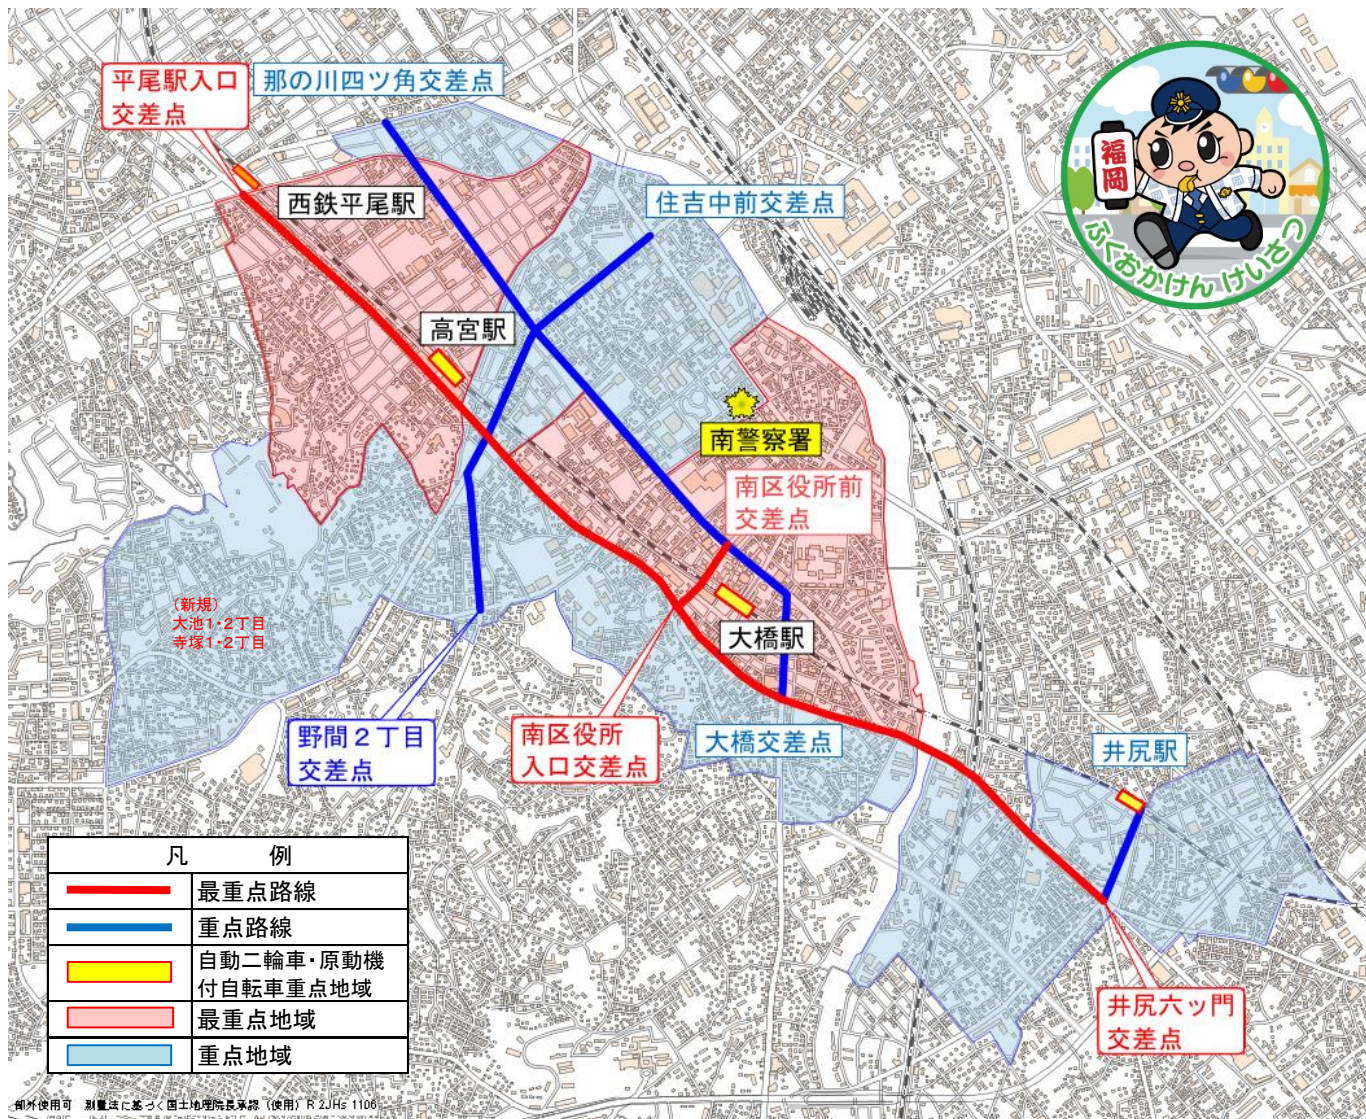 平尾駅入口
交差点
那の川四ツ角交差点
西鉄平尾駅
住吉中前交差点
福岡
ふくおかけん けいさつ
高宮駅
南警察署
南区役所前
交差点
(新規)
大池1・2丁目
寺塚1・2丁目
大橋駅
野間2丁目
交差点
南区役所
入口交差点
大橋交差点
井尻駅
井尻六ッ門
交差点
凡 例
最重点路線
重点路線
自動二輪車・原動機
付自転車重点地域
最重点地域
重点地域
部外使用可 測量法に基づく国土地理院長承認(使用)R 2JHs 1106